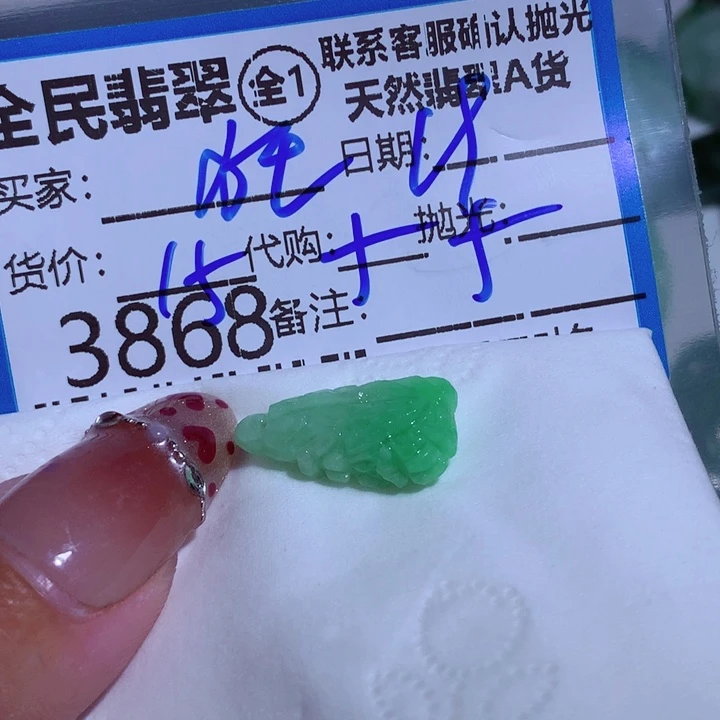 全民翡翠 全1 联系客服确认抛光
天然翡翠A货
买家： 日期：
货价： 15 代购： 抛光：
3868 备注：